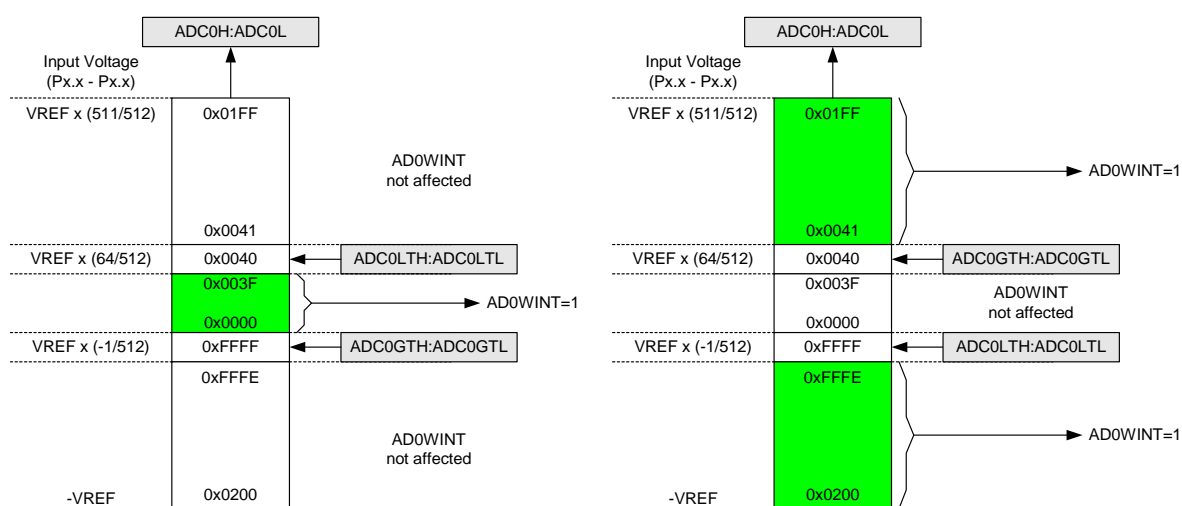 ADC0H:ADC0L
Input Voltage
(Px.x - Px.x)
VREF x (511/512)
0x01FF
AD0WINT
not affected
0x0041
VREF x (64/512)
0x0040
ADC0LTH:ADC0LTL
0x003F
AD0WINT=1
0x0000
VREF x (-1/512)
0xFFFF
ADC0GTH:ADC0GTL
0xFFFE
AD0WINT
not affected
-VREF
0x0200
ADC0H:ADC0L
Input Voltage
(Px.x - Px.x)
VREF x (511/512)
0x01FF
AD0WINT=1
0x0041
VREF x (64/512)
0x0040
ADC0GTH:ADC0GTL
0x003F
AD0WINT
not affected
0x0000
VREF x (-1/512)
0xFFFF
ADC0LTH:ADC0LTL
0xFFFE
AD0WINT=1
-VREF
0x0200